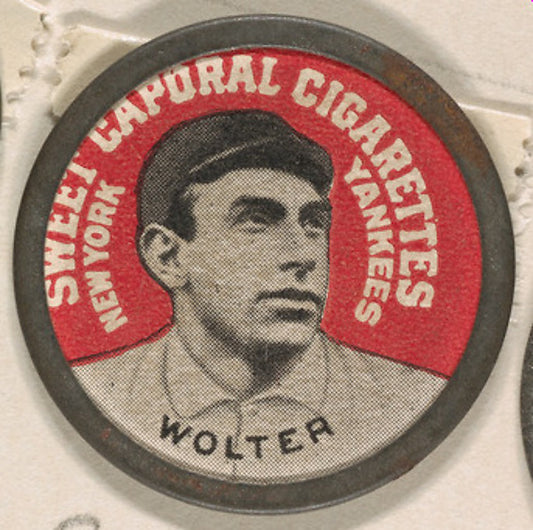 SWEET CAPORAL CIGARETTES
NEW YORK
YANKEES
WOLTER